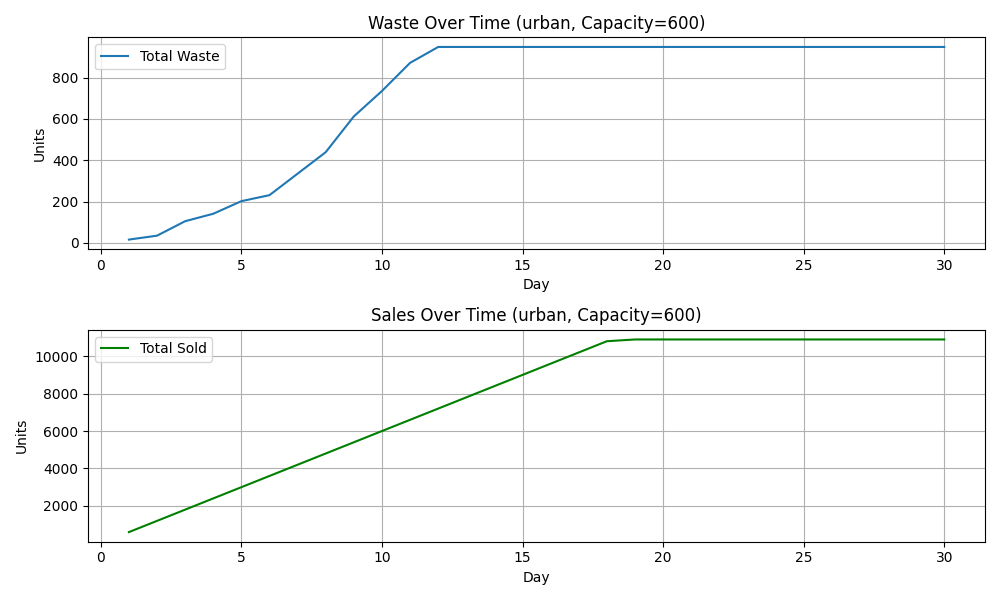 Waste Over Time (urban, Capacity=600)
Total Waste
Units
800
600
400
200
0
0 5 10 15 20 25 30
Day
Sales Over Time (urban, Capacity=600)
Total Sold
Units
10000
8000
6000
4000
2000
0 5 10 15 20 25 30
Day